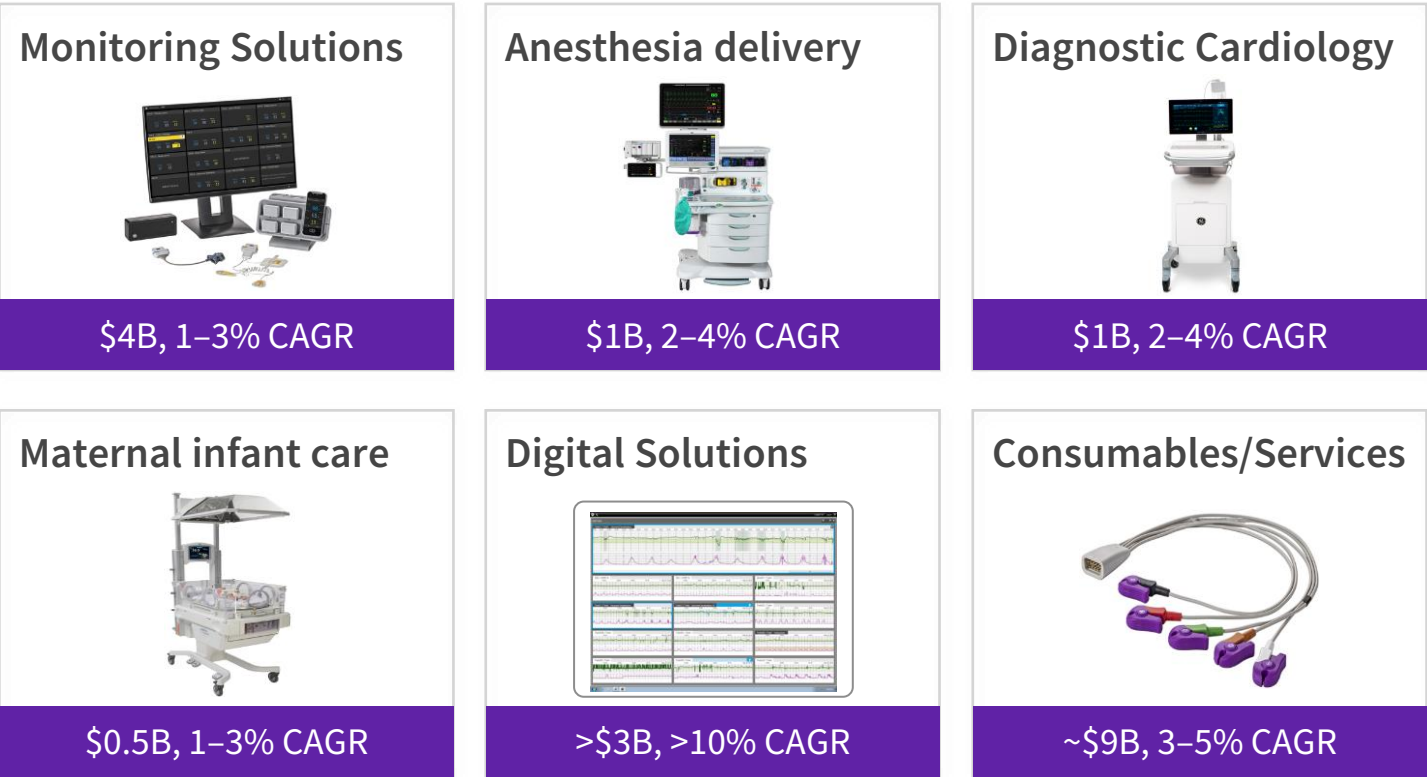 Monitoring Solutions
$4B, 1–3% CAGR
Anesthesia delivery
$1B, 2–4% CAGR
Diagnostic Cardiology
$1B, 2–4% CAGR
Maternal infant care
$0.5B, 1–3% CAGR
Digital Solutions
>$3B, >10% CAGR
Consumables/Services
~$9B, 3–5% CAGR